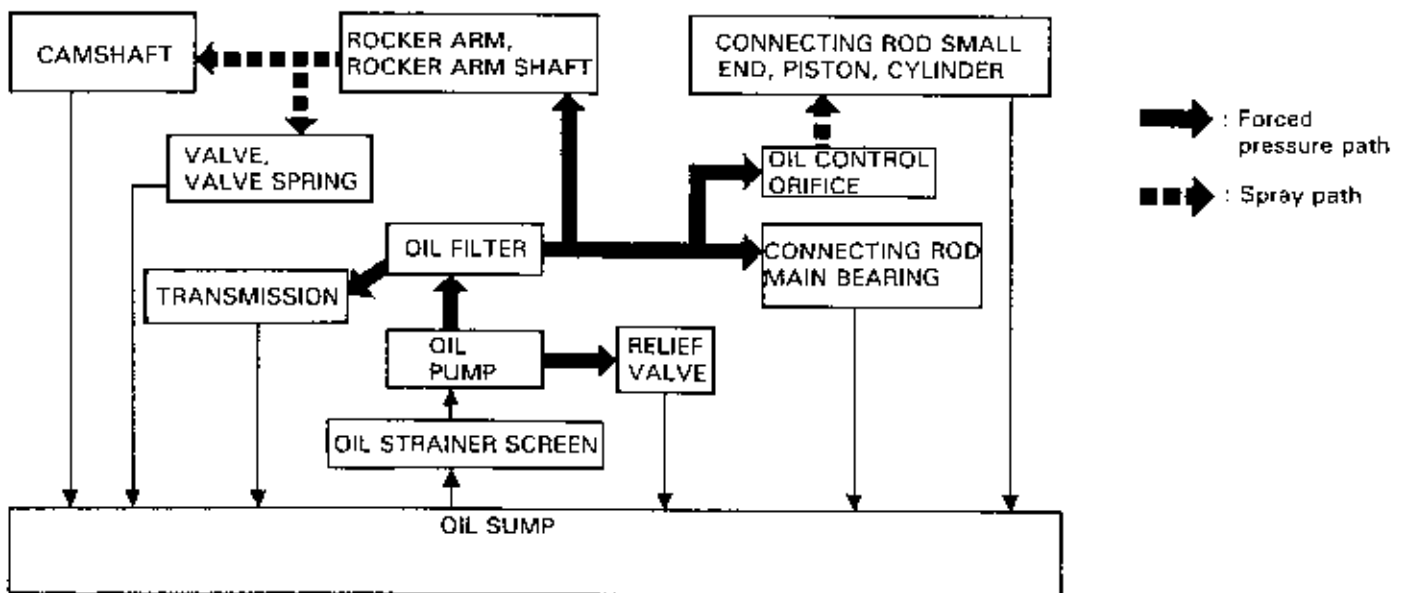 CAMSHAFT
ROCKER ARM,
ROCKER ARM SHAFT
CONNECTING ROD SMALL
END, PISTON, CYLINDER
: Forced
pressure path
: Spray path
VALVE,
VALVE SPRING
OIL CONTROL
ORIFICE
OIL FILTER
CONNECTING ROD
MAIN BEARING
TRANSMISSION
OIL
PUMP
RELIEF
VALVE
OIL STRAINER SCREEN
OIL SUMP